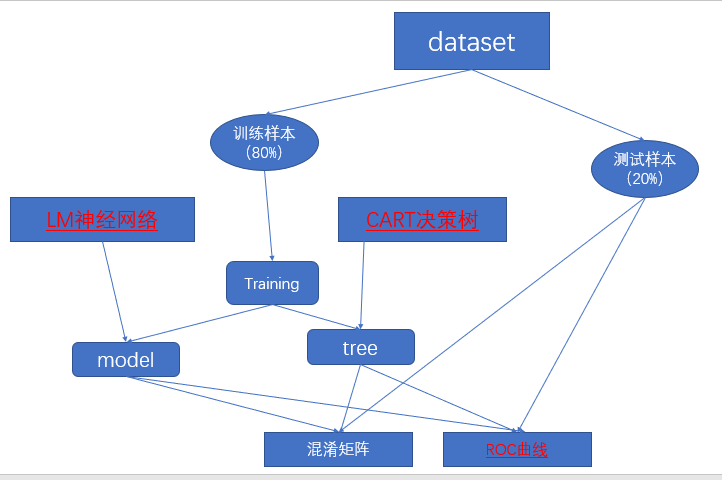 dataset
训练样本
(80%)
测试样本
(20%)
LM神经网络
CART决策树
Training
model
tree
混淆矩阵
ROC曲线